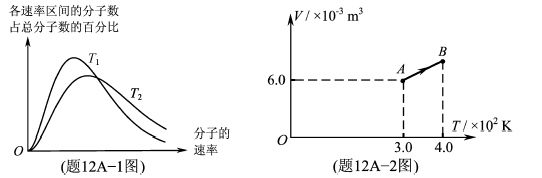 各速率区间的分子数
占总分子数的百分比
T₁
T₂
O
分子的
速率
(题12A−1图)
V / ×10⁻³ m³
B
A
6.0
T / ×10² K
O
3.0
4.0
(题12A−2图)